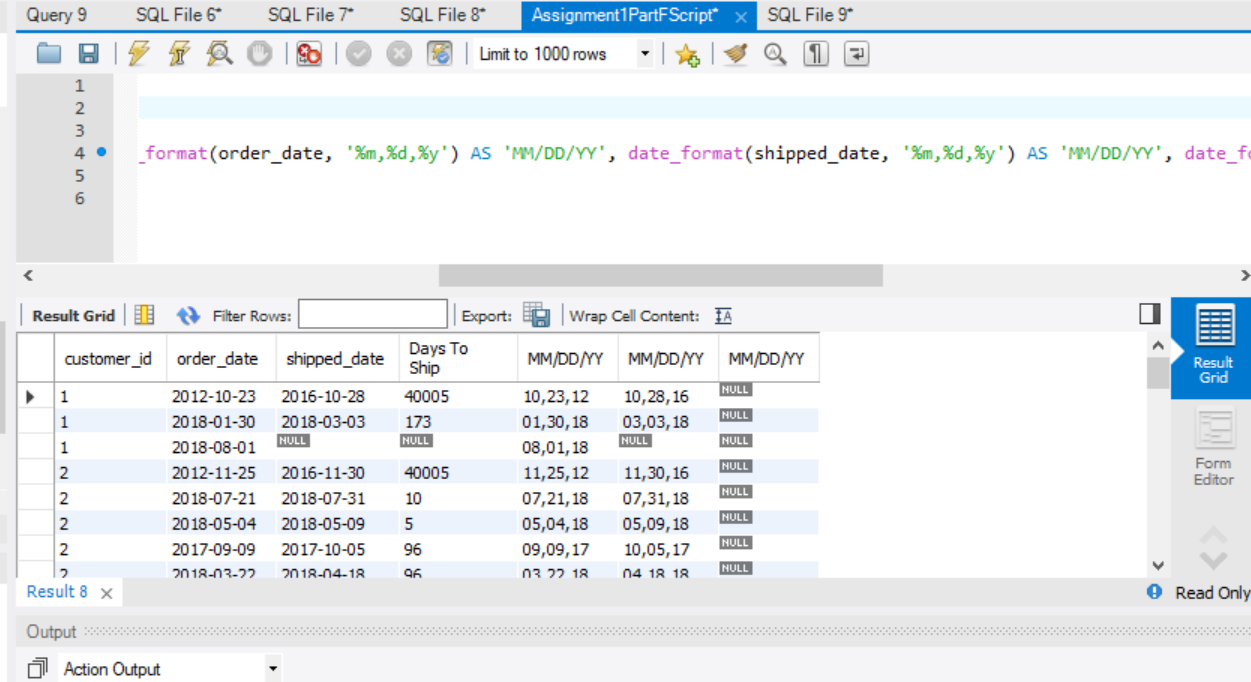 Query 9 SQL File 6* SQL File 7* SQL File 8* Assignment1PartFScript* × SQL File 9*
Limit to 1000 rows
1
2
3
4 _format(order_date, '%m,%d,%y') AS 'MM/DD/YY', date_format(shipped_date, '%m,%d,%y') AS 'MM/DD/YY', date_fo
5
6
Result Grid Filter Rows: Export: Wrap Cell Content: IA
customer_id order_date shipped_date Days To Ship MM/DD/YY MM/DD/YY MM/DD/YY
1 2012-10-23 2016-10-28 40005 10,23,12 10,28,16 NULL
1 2018-01-30 2018-03-03 173 01,30,18 03,03,18 NULL
1 2018-08-01 NULL NULL 08,01,18 NULL NULL
2 2012-11-25 2016-11-30 40005 11,25,12 11,30,16 NULL
2 2018-07-21 2018-07-31 10 07,21,18 07,31,18 NULL
2 2018-05-04 2018-05-09 5 05,04,18 05,09,18 NULL
2 2017-09-09 2017-10-05 96 09,09,17 10,05,17 NULL
2 2018-03-22 2018-04-18 96 03,22,18 04,18,18 NULL
Result Grid
Form Editor
Result 8 × Read Only
Output
Action Output